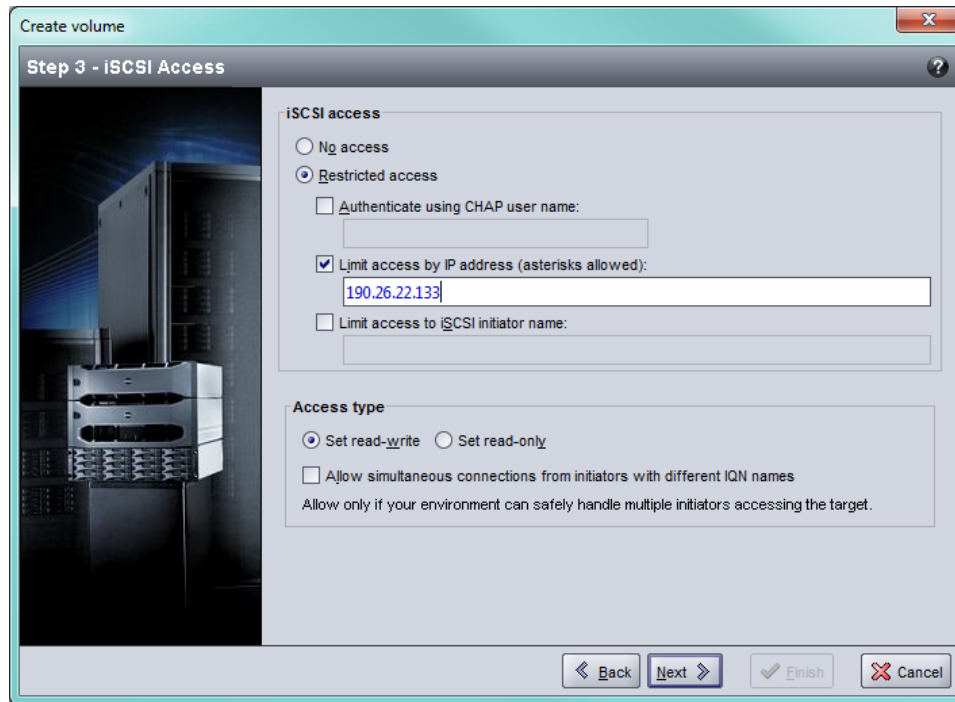 Create volume
Step 3 - iSCSI Access
?
iSCSI access
No access
Restricted access
Authenticate using CHAP user name:
Limit access by IP address (asterisks allowed):
190.26.22.133
Limit access to iSCSI initiator name:
Access type
Set read-write Set read-only
Allow simultaneous connections from initiators with different IQN names
Allow only if your environment can safely handle multiple initiators accessing the target.
Back Next Finish Cancel